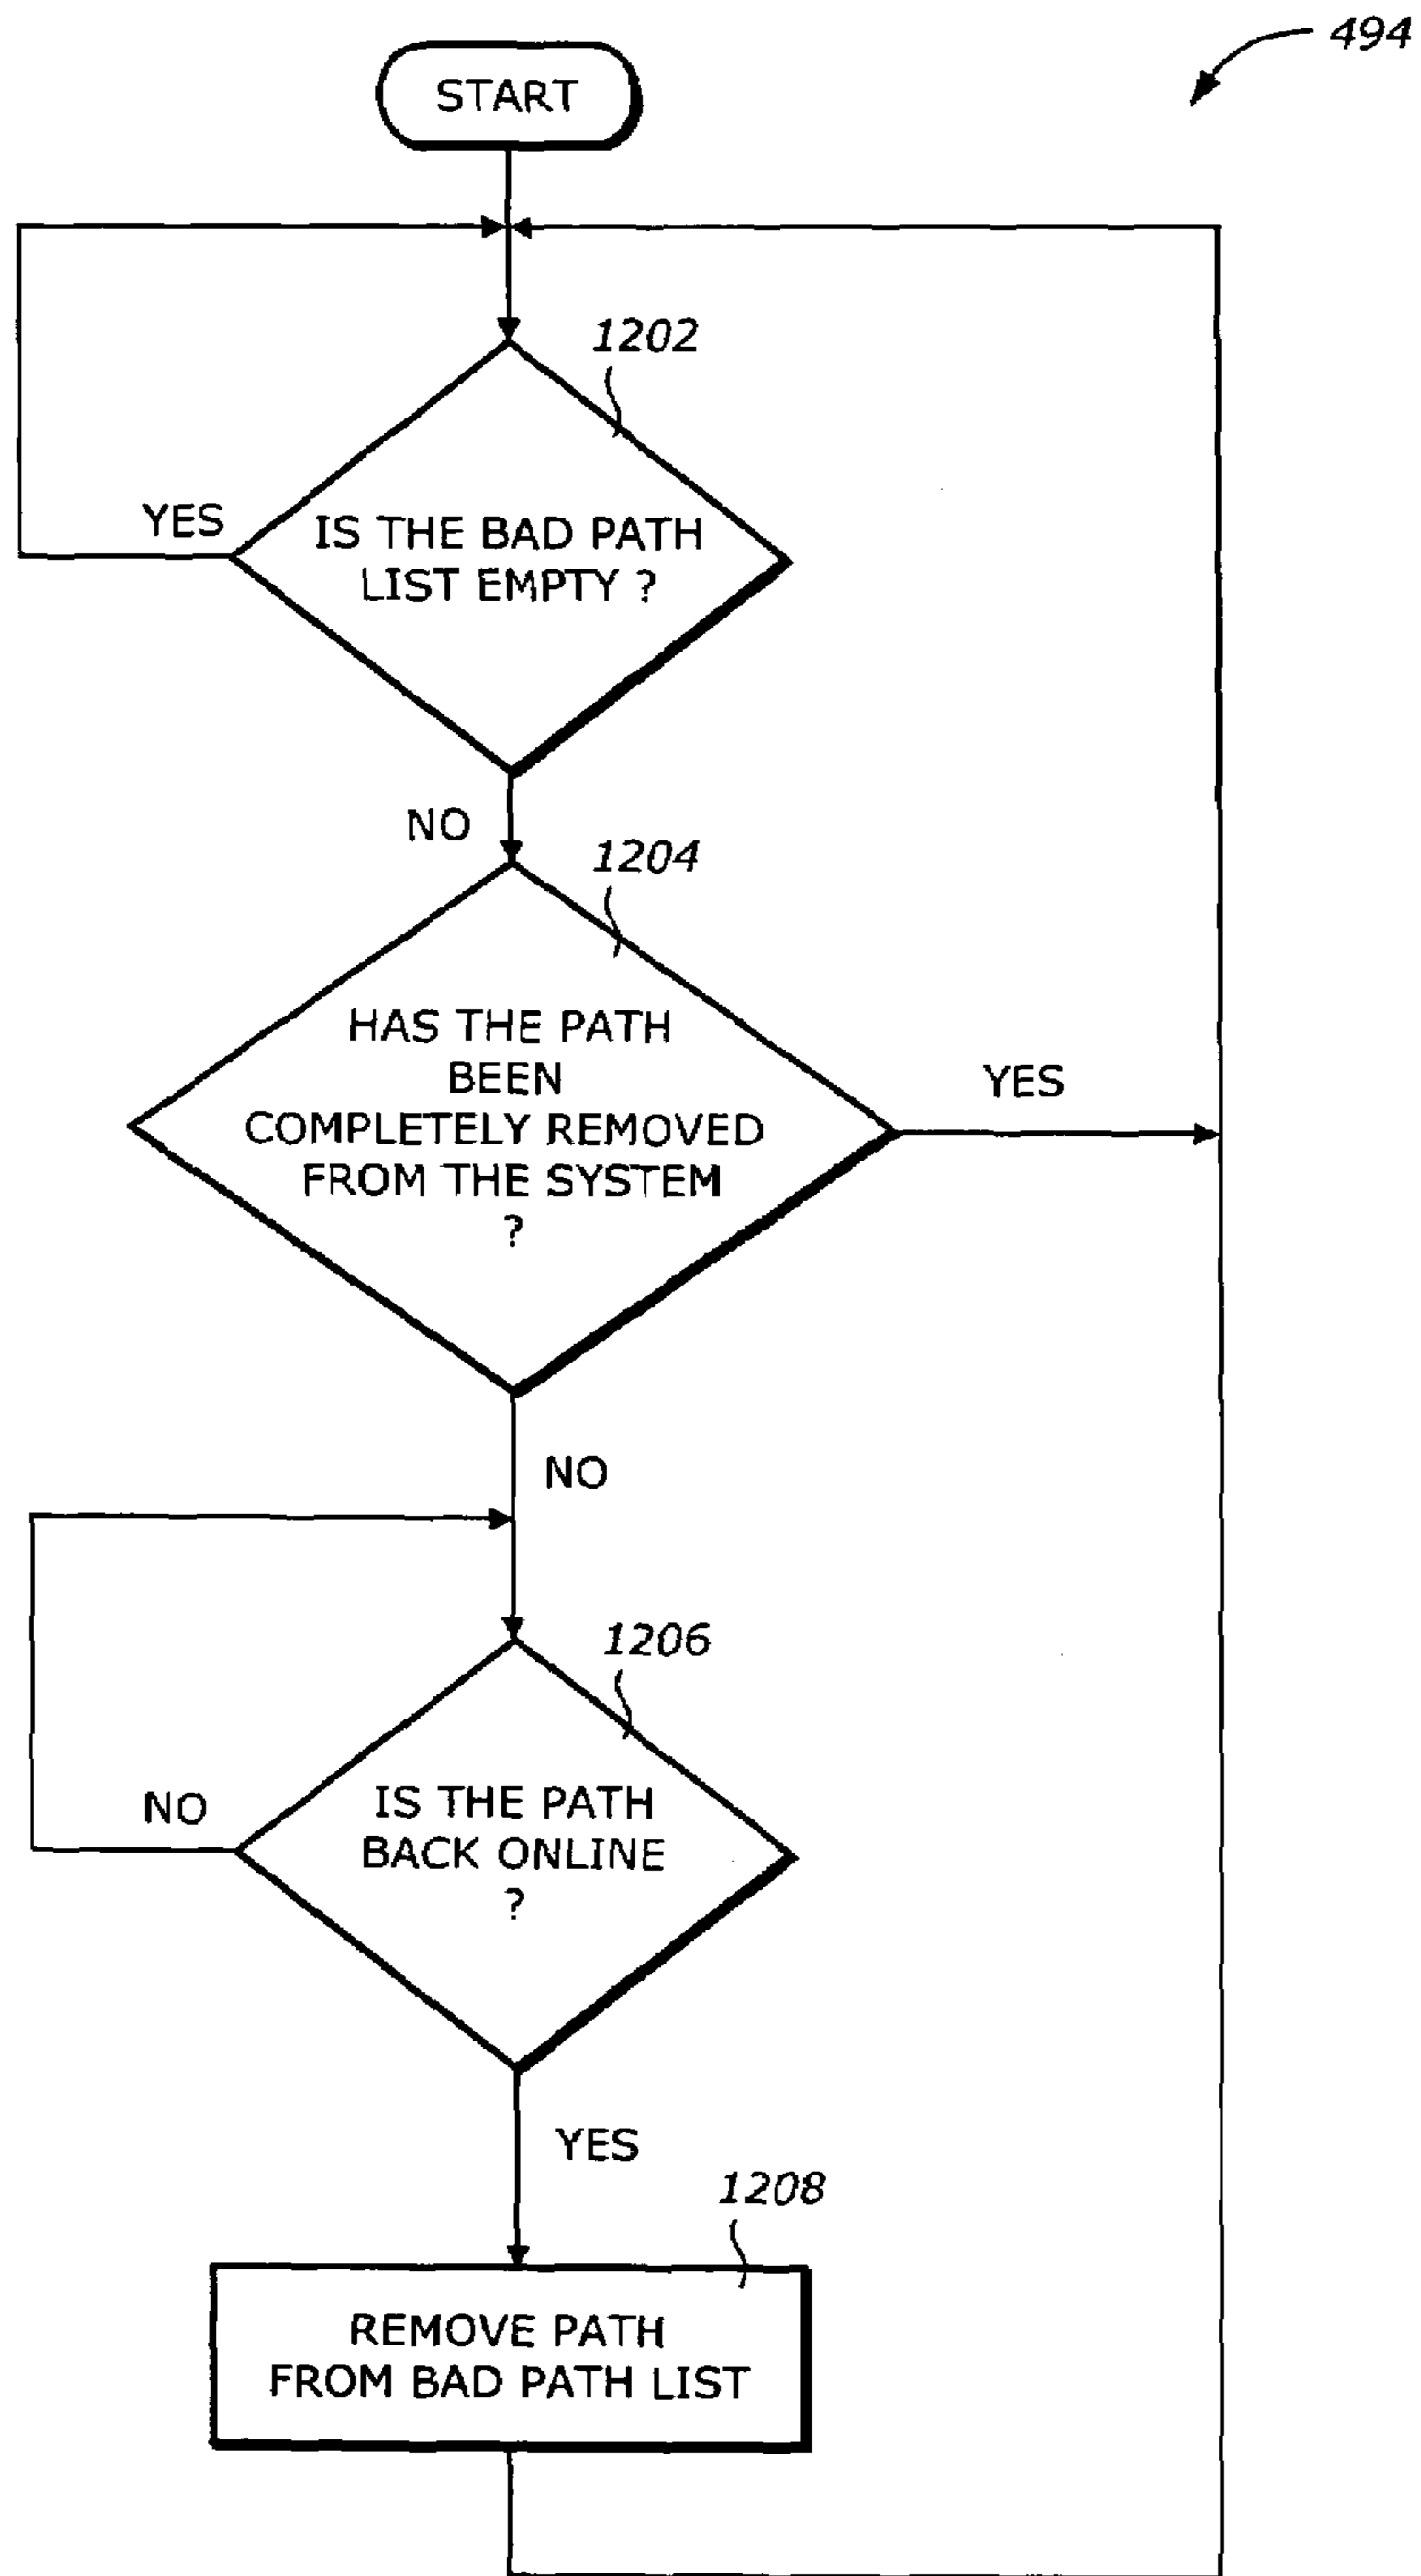 494
START
1202
YES
IS THE BAD PATH
LIST EMPTY ?
NO
1204
HAS THE PATH
BEEN
COMPLETELY REMOVED
FROM THE SYSTEM
?
YES
NO
1206
NO
IS THE PATH
BACK ONLINE
?
YES
1208
REMOVE PATH
FROM BAD PATH LIST